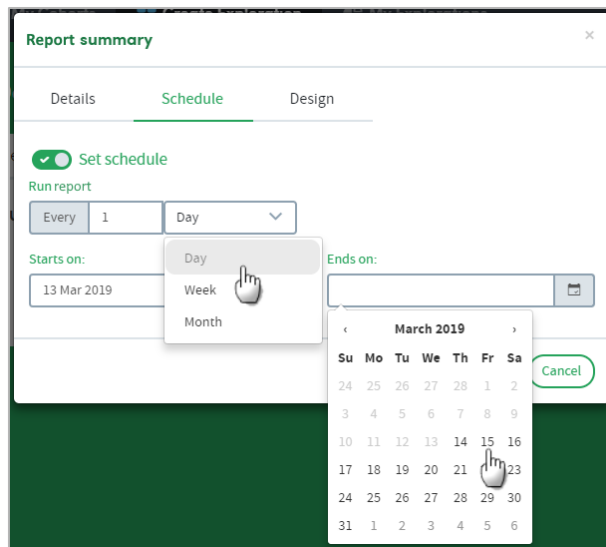 Report summary ×
Details Schedule Design
Set schedule
Run report
Every 1 Day
Day
Week
Month
Starts on:
13 Mar 2019
Ends on:
‹ March 2019 ›
Su Mo Tu We Th Fr Sa
24 25 26 27 28 1 2
3 4 5 6 7 8 9
10 11 12 13 14 15 16
17 18 19 20 21 23
24 25 26 27 28 29 30
31 1 2 3 4 5 6
Cancel